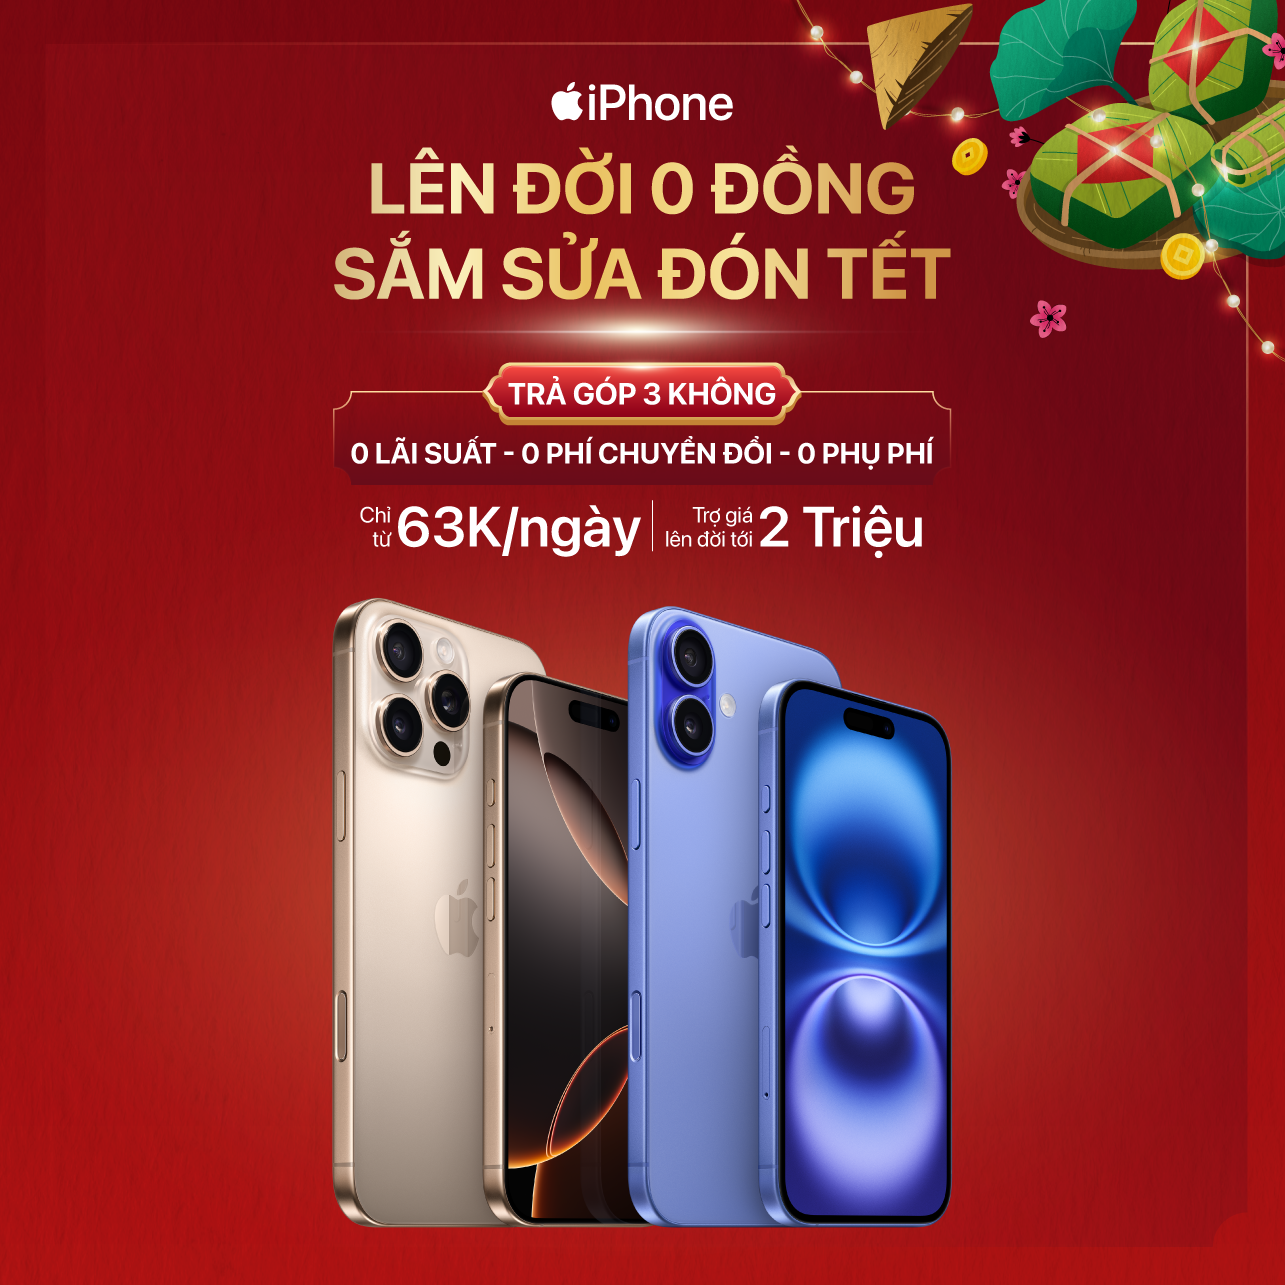 iPhone
LÊN ĐỜI 0 ĐỒNG
SẮM SỬA ĐÓN TẾT
TRẢ GÓP 3 KHÔNG
0 LÃI SUẤT - 0 PHÍ CHUYỂN ĐỔI - 0 PHỤ PHÍ
Chỉ
từ
63K/ngày
Trợ giá
lên đời tới
2 Triệu